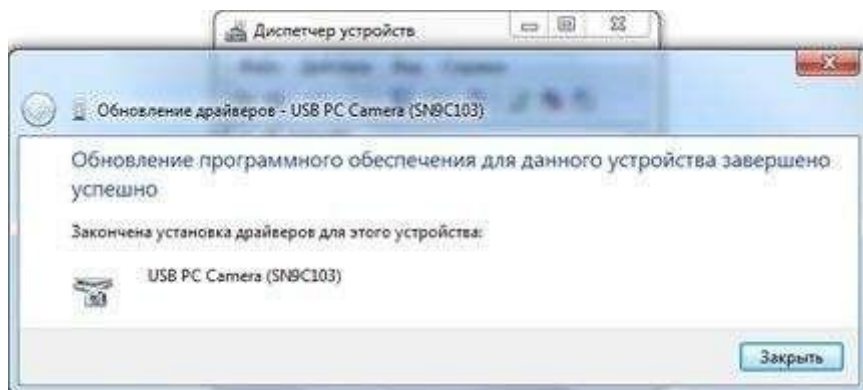 Диспетчер устройств
Обновление драйверов - USB PC Camera (SN9C103)
Обновление программного обеспечения для данного устройства завершено
успешно
Закончена установка драйверов для этого устройства:
USB PC Camera (SN9C103)
Закрыть